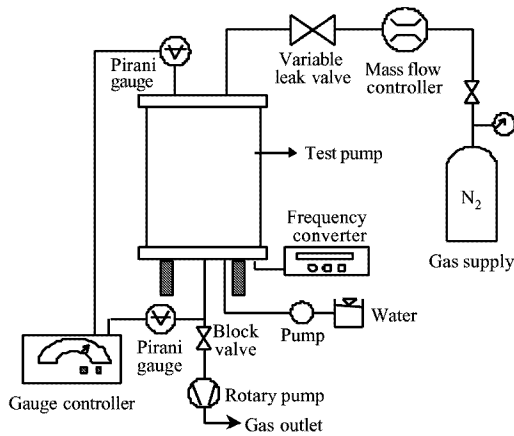 Pirani
gauge
Variable
leak valve
Mass flow
controller
Test pump
N2
Gas supply
Frequency
converter
Water
Pump
Block
valve
Pirani
gauge
Gauge controller
Rotary pump
Gas outlet